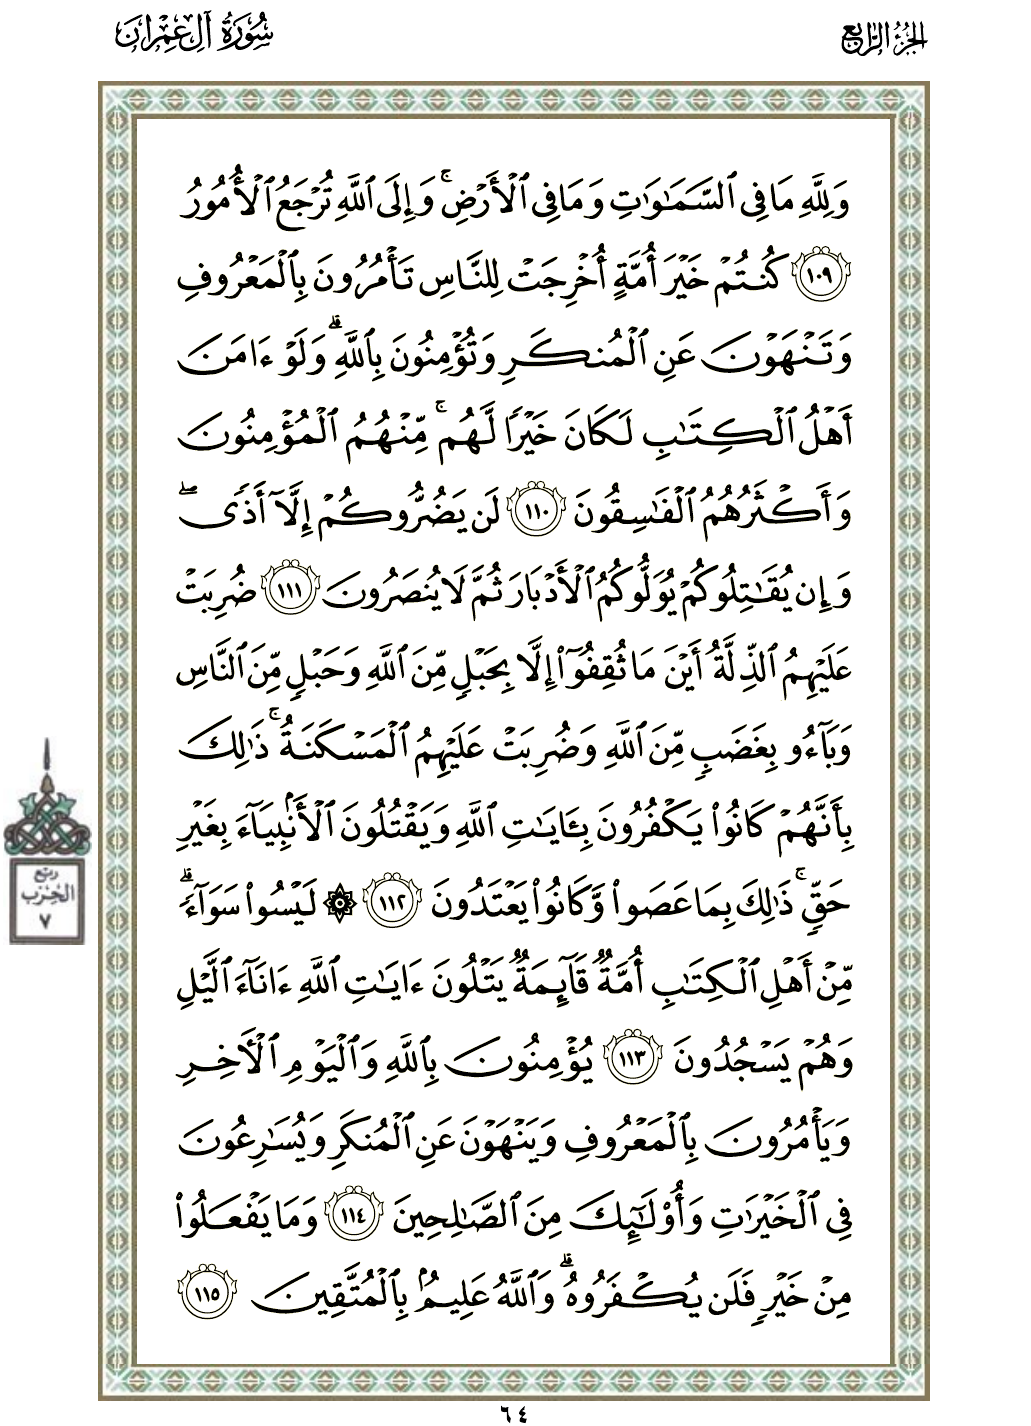 الجزء الرابع
سورة آل عمران
وَلِلَّهِ مَا فِي ٱلسَّمَٰوَٰتِ وَمَا فِي ٱلْأَرْضِ ۚ وَإِلَى ٱللَّهِ تُرْجَعُ ٱلْأُمُورُ
١٠٩ كُنتُمْ خَيْرَ أُمَّةٍ أُخْرِجَتْ لِلنَّاسِ تَأْمُرُونَ بِٱلْمَعْرُوفِ
وَتَنْهَوْنَ عَنِ ٱلْمُنكَرِ وَتُؤْمِنُونَ بِٱللَّهِ ۗ وَلَوْ ءَامَنَ
أَهْلُ ٱلْكِتَٰبِ لَكَانَ خَيْرًا لَّهُم ۚ مِّنْهُمُ ٱلْمُؤْمِنُونَ
وَأَكْثَرُهُمُ ٱلْفَٰسِقُونَ ١١٠ لَن يَضُرُّوكُمْ إِلَّآ أَذًى ۖ
وَإِن يُقَٰتِلُوكُمْ يُوَلُّوكُمُ ٱلْأَدْبَارَ ثُمَّ لَا يُنصَرُونَ ١١١ ضُرِبَتْ
عَلَيْهِمُ ٱلذِّلَّةُ أَيْنَ مَا ثُقِفُوٓا۟ إِلَّا بِحَبْلٍ مِّنَ ٱللَّهِ وَحَبْلٍ مِّنَ ٱلنَّاسِ
وَبَآءُو بِغَضَبٍ مِّنَ ٱللَّهِ وَضُرِبَتْ عَلَيْهِمُ ٱلْمَسْكَنَةُ ۚ ذَٰلِكَ
بِأَنَّهُمْ كَانُوا۟ يَكْفُرُونَ بِـَٔايَٰتِ ٱللَّهِ وَيَقْتُلُونَ ٱلْأَنۢبِيَآءَ بِغَيْرِ
حَقٍّ ۚ ذَٰلِكَ بِمَا عَصَوا۟ وَّكَانُوا۟ يَعْتَدُونَ ١١٢ ۞ لَيْسُوا۟ سَوَآءً ۗ
مِّنْ أَهْلِ ٱلْكِتَٰبِ أُمَّةٌ قَآئِمَةٌ يَتْلُونَ ءَايَٰتِ ٱللَّهِ ءَانَآءَ ٱلَّيْلِ
وَهُمْ يَسْجُدُونَ ١١٣ يُؤْمِنُونَ بِٱللَّهِ وَٱلْيَوْمِ ٱلْأَخِرِ
وَيَأْمُرُونَ بِٱلْمَعْرُوفِ وَيَنْهَوْنَ عَنِ ٱلْمُنكَرِ وَيُسَٰرِعُونَ
فِي ٱلْخَيْرَٰتِ وَأُو۟لَٰٓئِكَ مِنَ ٱلصَّٰلِحِينَ ١١٤ وَمَا يَفْعَلُوا۟
مِنْ خَيْرٍ فَلَن يُكْفَرُوهُ ۗ وَٱللَّهُ عَلِيمٌۢ بِٱلْمُتَّقِينَ ١١٥
ربع
الحزب
٧
٦٤